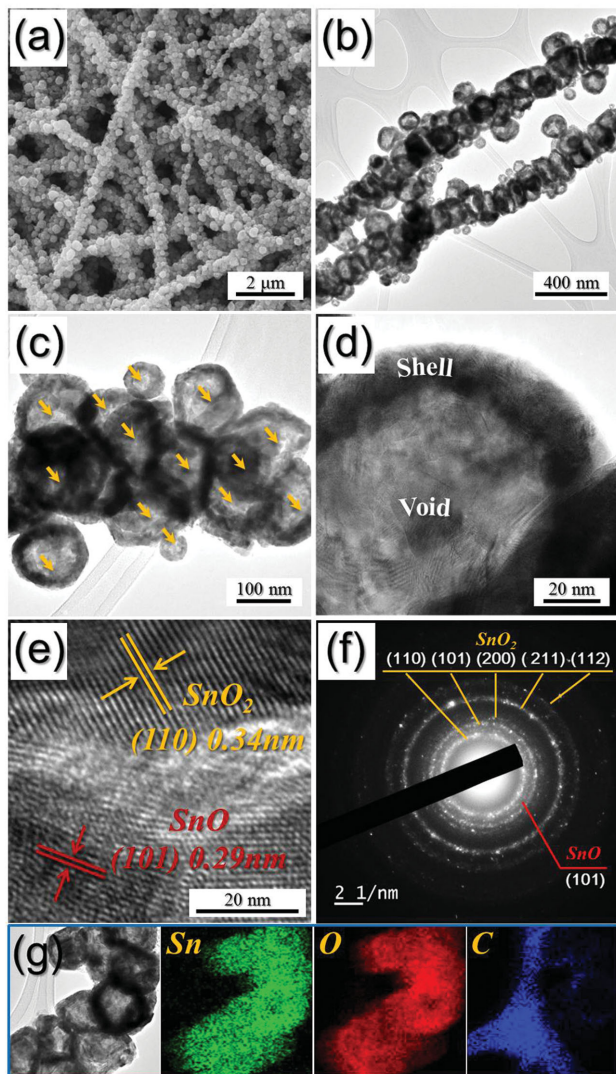 (a)
2 μm
(b)
400 nm
(c)
100 nm
(d)
Shell
Void
20 nm
(e)
SnO2
(110) 0.34nm
SnO
(101) 0.29nm
20 nm
(f)
SnO2
(110) (101) (200) (211) (112)
SnO
(101)
2 1/nm
(g)
Sn
O
C